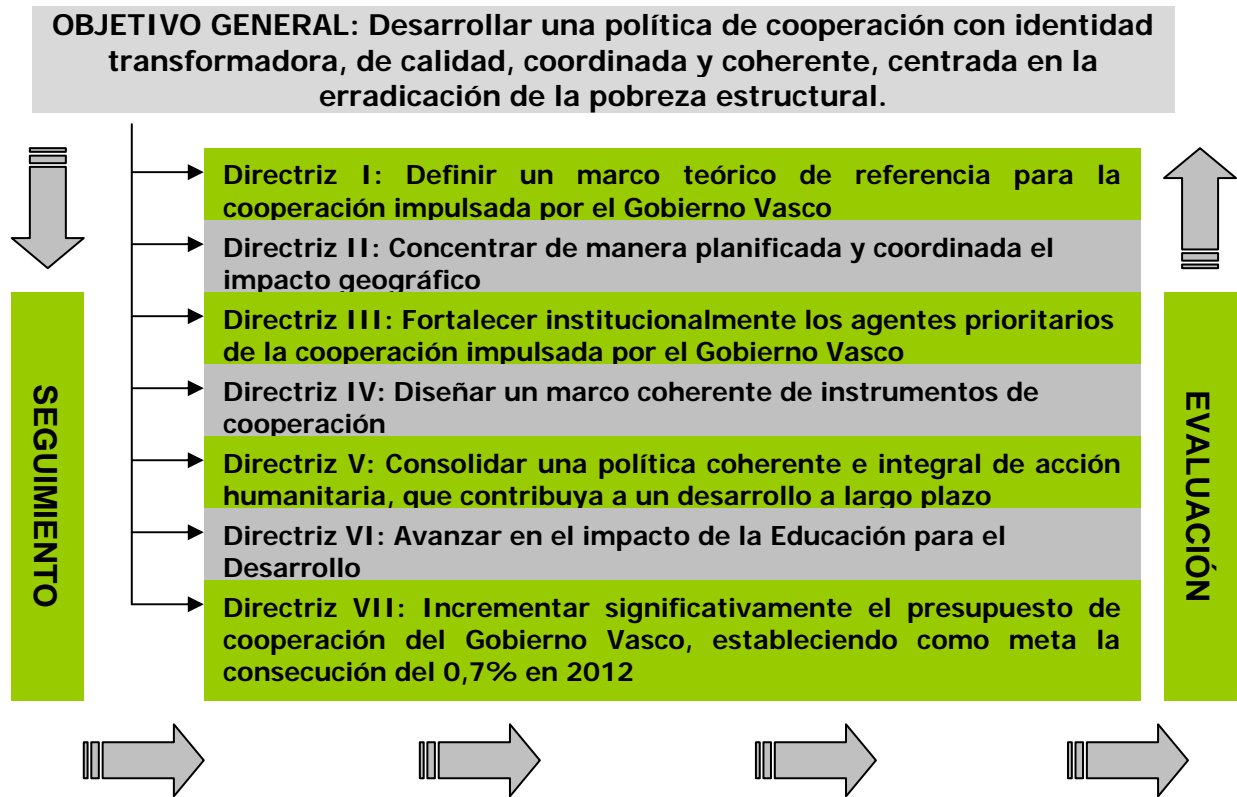 OBJETIVO GENERAL: Desarrollar una política de cooperación con identidad
transformadora, de calidad, coordinada y coherente, centrada en la
erradicación de la pobreza estructural.
Directriz I: Definir un marco teórico de referencia para la
cooperación impulsada por el Gobierno Vasco
Directriz II: Concentrar de manera planificada y coordinada el
impacto geográfico
Directriz III: Fortalecer institucionalmente los agentes prioritarios
de la cooperación impulsada por el Gobierno Vasco
Directriz IV: Diseñar un marco coherente de instrumentos de
cooperación
Directriz V: Consolidar una política coherente e integral de acción
humanitaria, que contribuya a un desarrollo a largo plazo
Directriz VI: Avanzar en el impacto de la Educación para el
Desarrollo
Directriz VII: Incrementar significativamente el presupuesto de
cooperación del Gobierno Vasco, estableciendo como meta la
consecución del 0,7% en 2012
SEGUIMIENTO
EVALUACIÓN